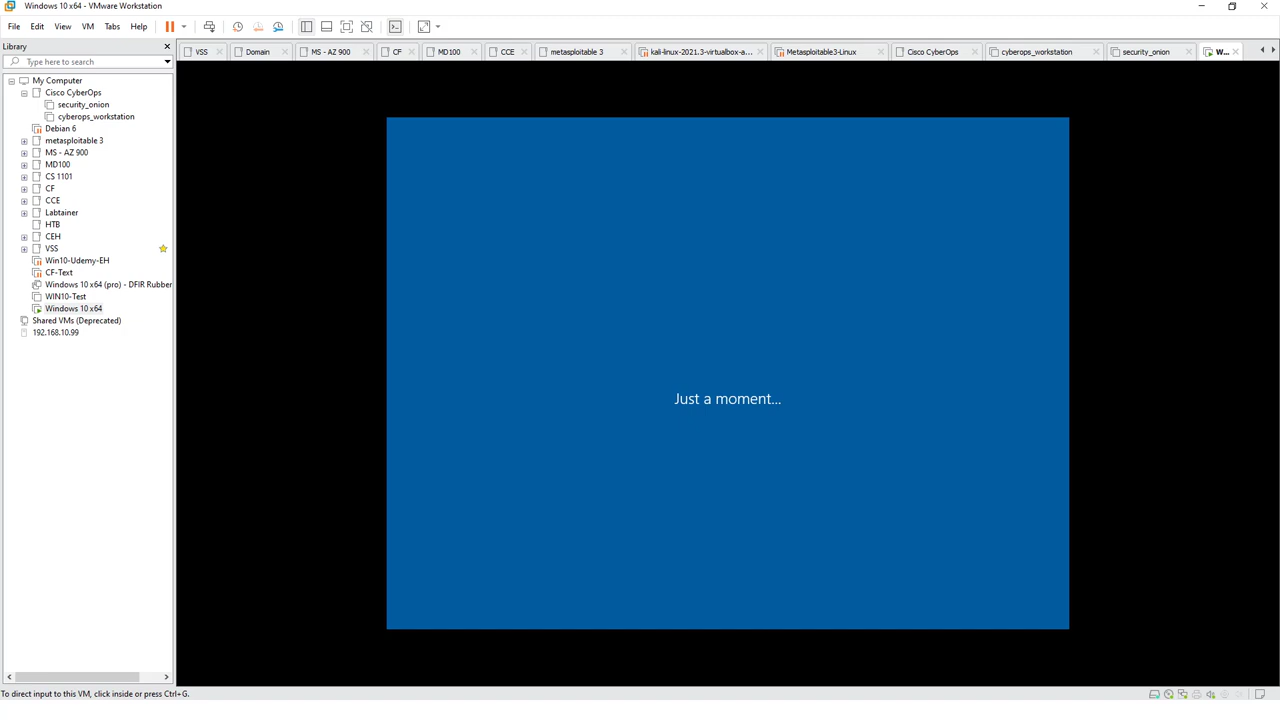 Windows 10 x64 - VMware Workstation
File Edit View VM Tabs Help
Library
Type here to search
My Computer
Cisco CyberOps
security_onion
cyberops_workstation
Debian 6
metasploitable 3
MS - AZ 900
MD100
CS 1101
CF
CCE
Labtainer
HTB
CEH
VSS
Win10-Udemy-EH
CF-Text
Windows 10 x64 (pro) - DFIR Rubber
WIN10-Test
Windows 10 x64
Shared VMs (Deprecated)
192.168.10.99
VSS Domain MS - AZ 900 CF MD100 CCE metasploitable 3 kali-linux-2021.3-virtualbox-a... Metasploitable3-Linux Cisco CyberOps cyberops_workstation security_onion W...
Just a moment...
To direct input to this VM, click inside or press Ctrl+G.